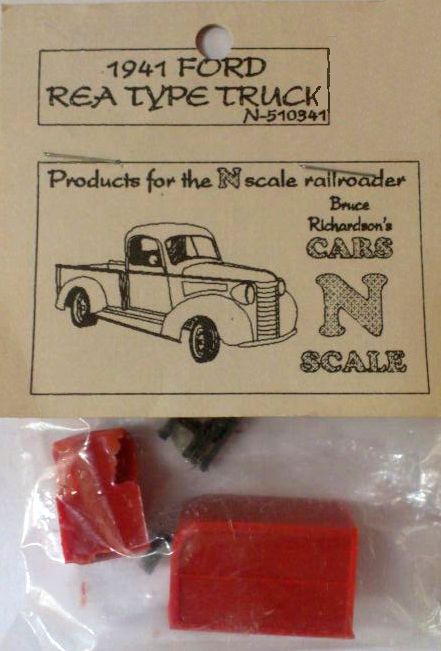 1941 FORD
REA TYPE TRUCK
N-510341
Products for the N scale railroader
Bruce
Richardson's
CARS
N
SCALE